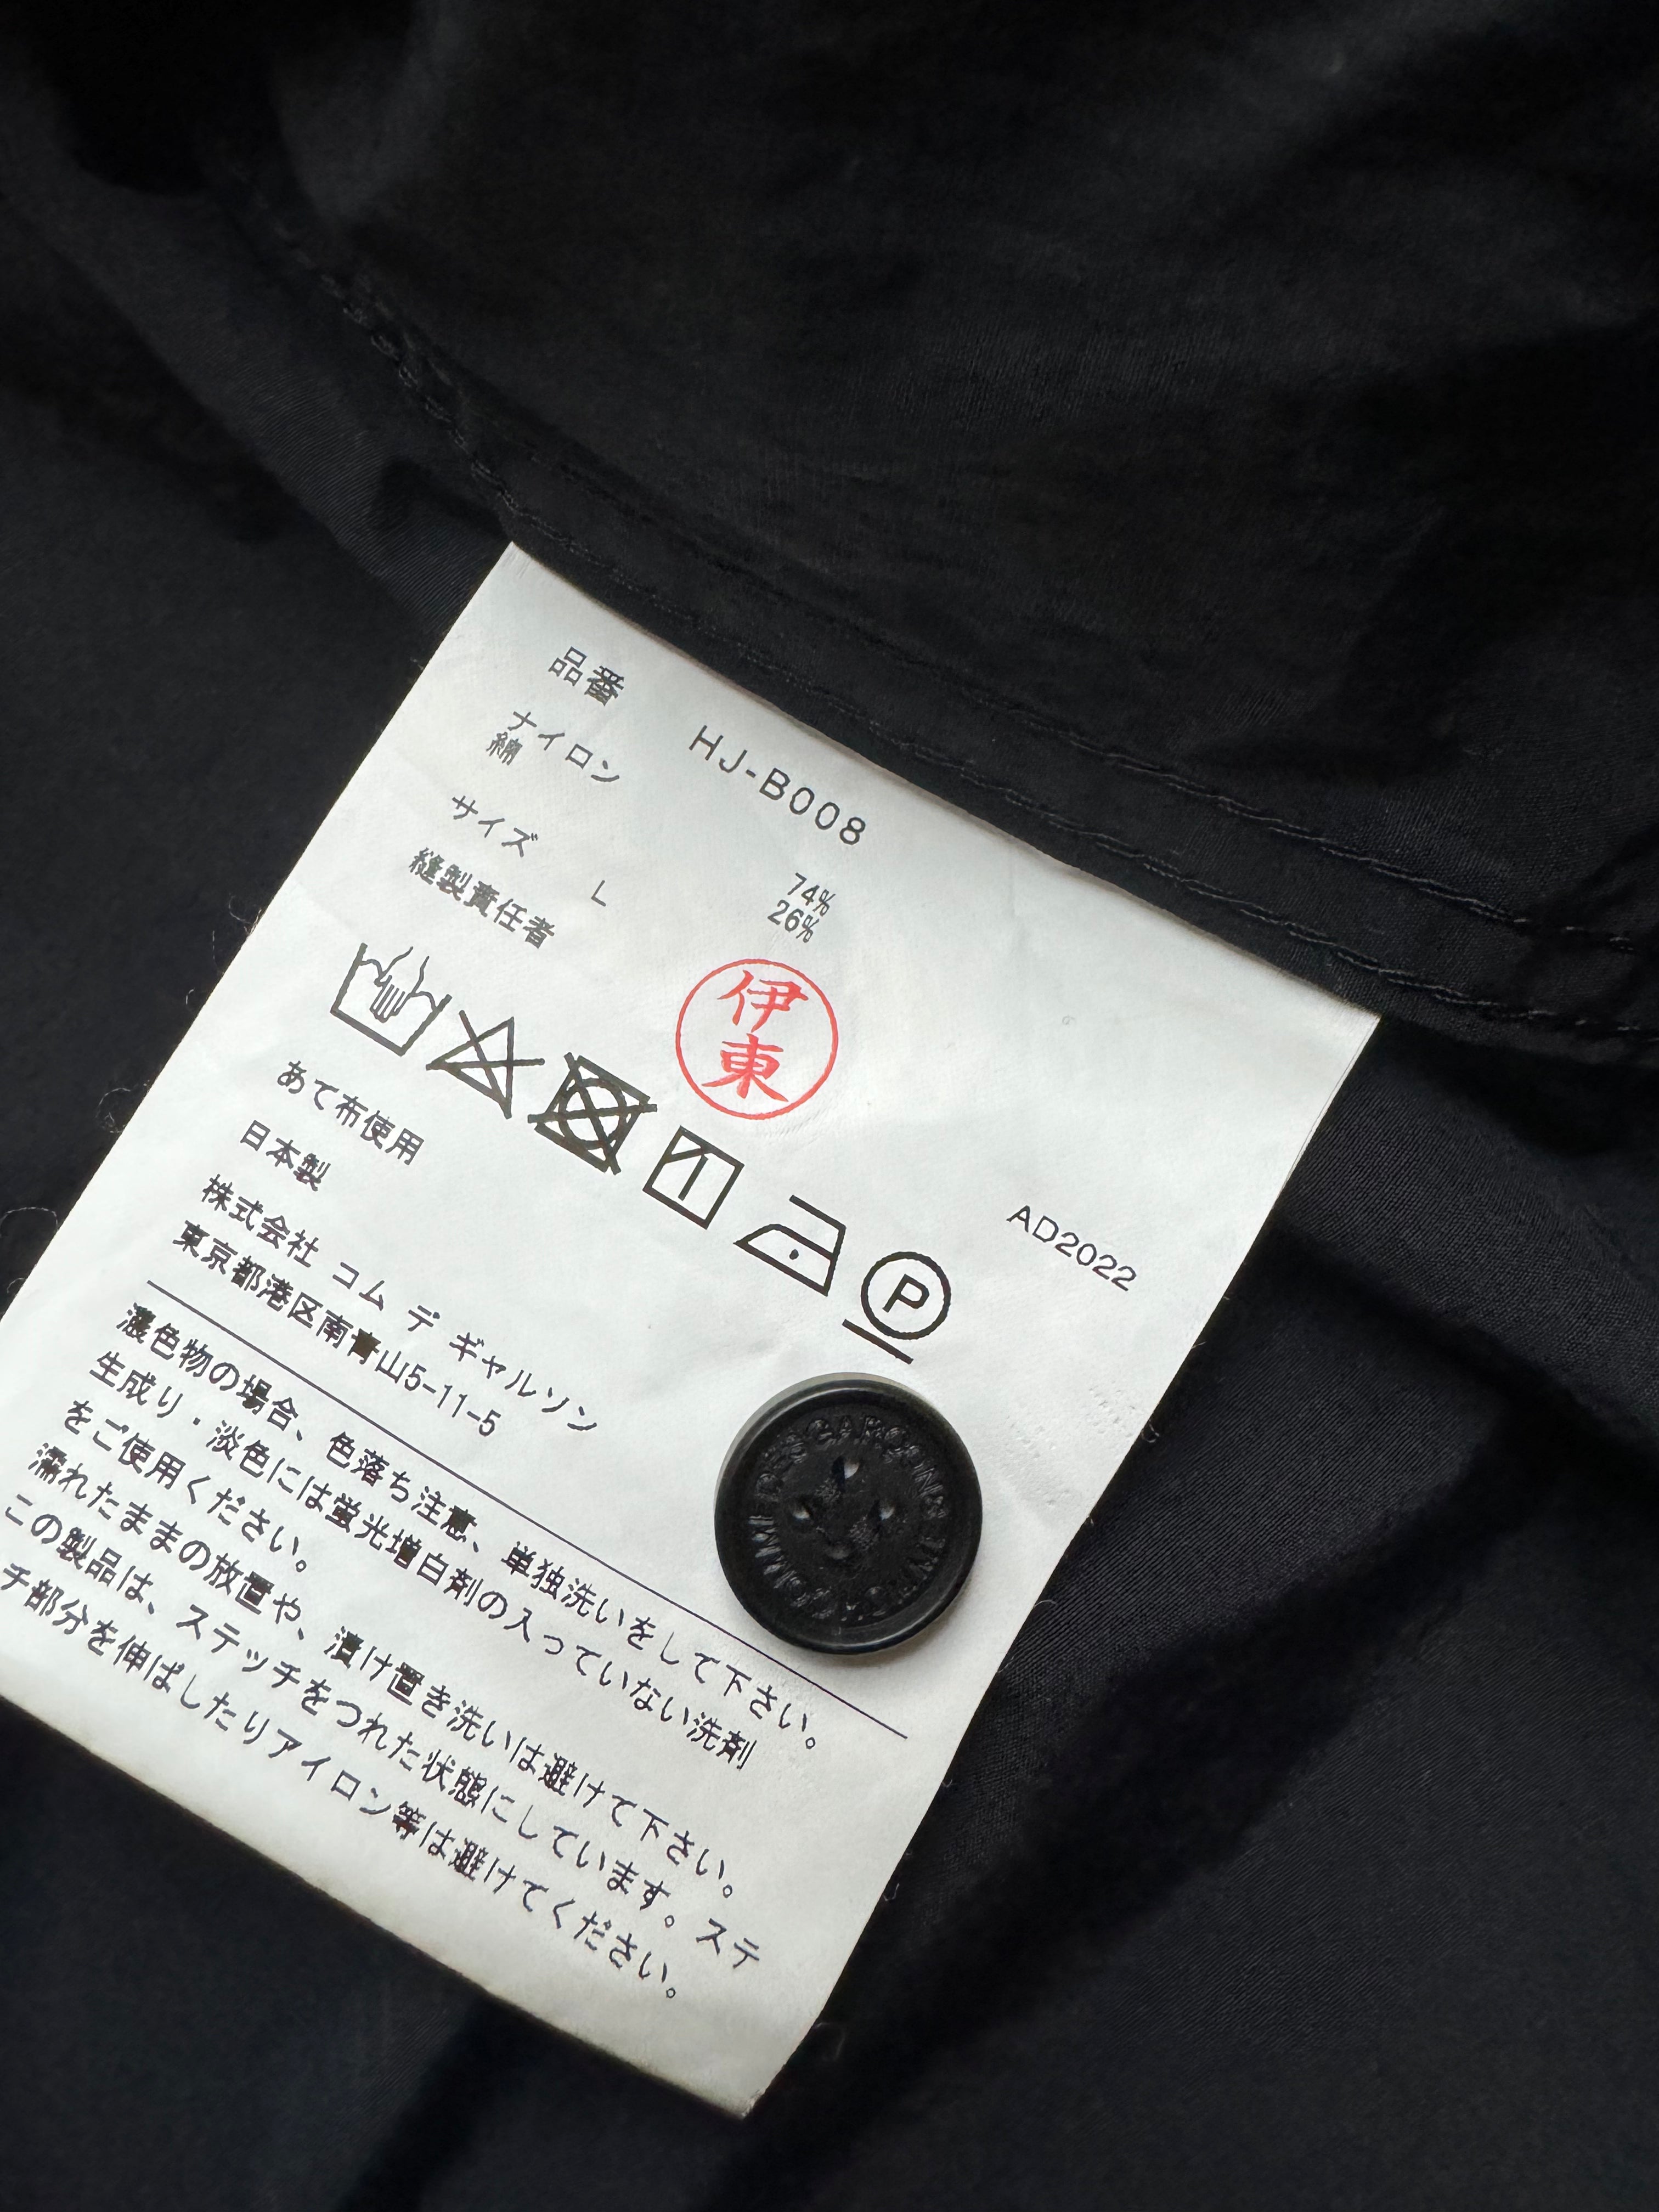 品番 HJ-B008
ナイロン 74%
綿 26%
サイズ L
縫製責任者
伊東
P
あて布使用
日本製 AD2022
株式会社 コム デ ギャルソン
東京都港区南青山5-11-5
濃色物の場合、色落ち注意、単独洗いをして下さい。
生成り・淡色には蛍光増白剤の入っていない洗剤
をご使用ください。
濡れたままの放置や、漬け置き洗いは避けて下さい。
この製品は、ステッチをつれた状態にしています。ステ
チ部分を伸ばしたりアイロン等は避けてください。
COMME DES GARCONS